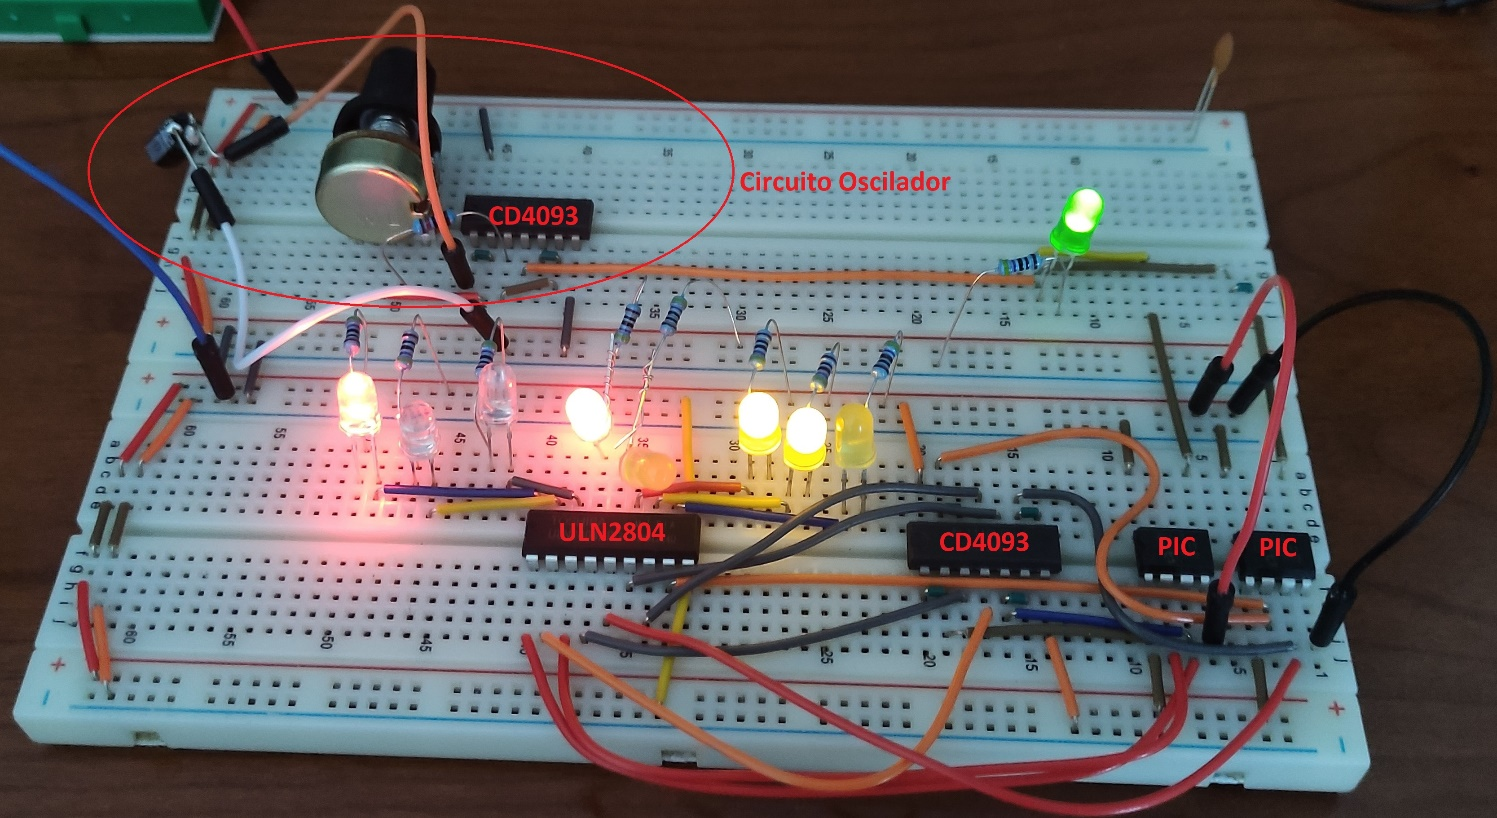 Circuito Oscilador
CD4093
ULN2804
CD4093
PIC
PIC